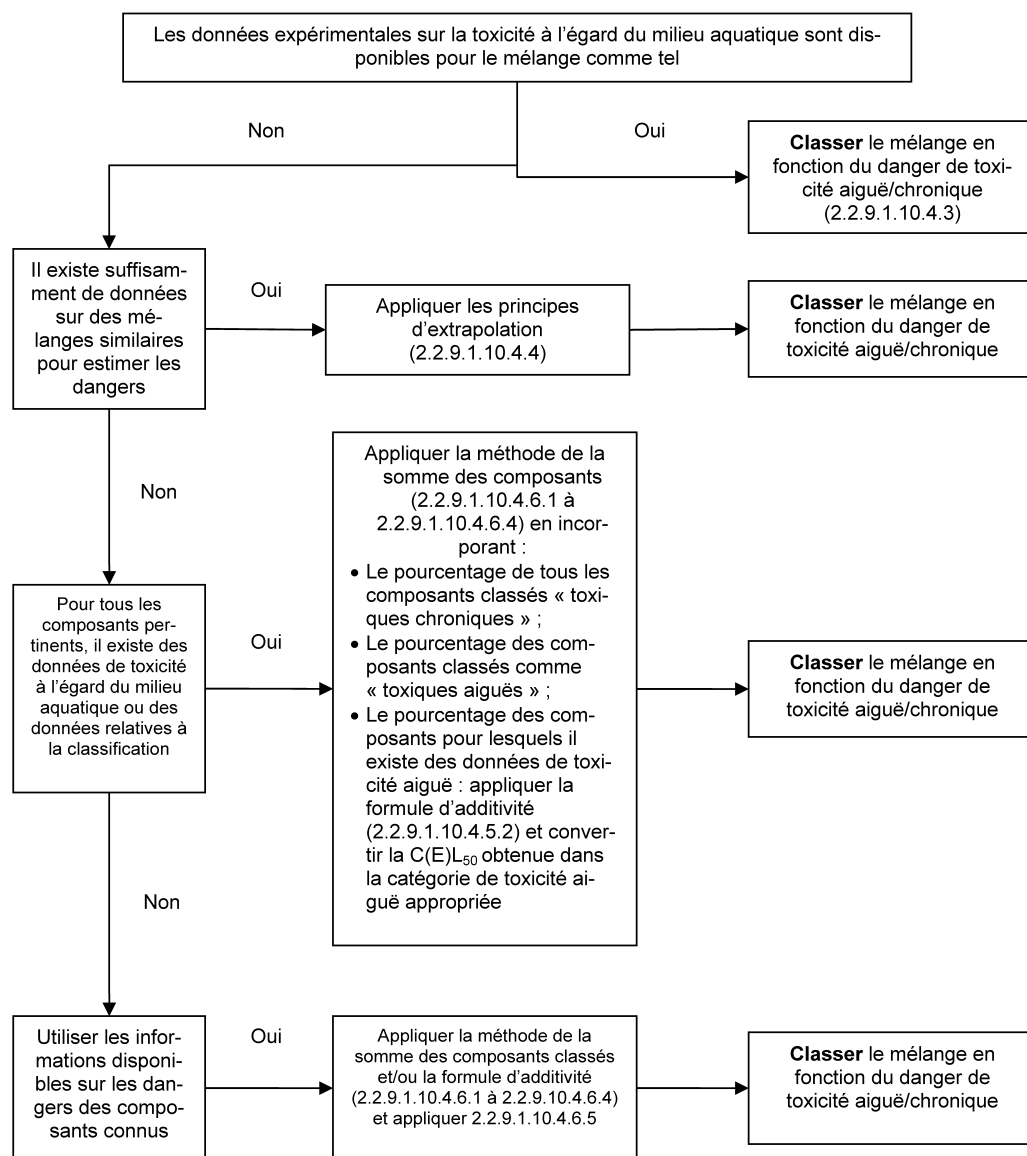 Les données expérimentales sur la toxicité à l'égard du milieu aquatique sont dis-
ponibles pour le mélange comme tel
Non
Oui
Classer le mélange en
fonction du danger de toxi-
cité aiguë/chronique
(2.2.9.1.10.4.3)
Il existe suffisam-
ment de données
sur des mé-
langes similaires
pour estimer les
dangers
Oui
Appliquer les principes
d'extrapolation
(2.2.9.1.10.4.4)
Classer le mélange en
fonction du danger de
toxicité aiguë/chronique
Non
Pour tous les
composants per-
tinents, il existe des
données de toxicité
à l'égard du milieu
aquatique ou des
données relatives à
la classification
Oui
Appliquer la méthode de la
somme des composants
(2.2.9.1.10.4.6.1 à
2.2.9.1.10.4.6.4) en incor-
porant :
• Le pourcentage de tous les
composants classés « toxi-
ques chroniques » ;
• Le pourcentage des com-
posants classés comme
« toxiques aiguës » ;
• Le pourcentage des com-
posants pour lesquels il
existe des données de toxi-
cité aiguë : appliquer la
formule d'additivité
(2.2.9.1.10.4.5.2) et conver-
tir la C(E)L50 obtenue dans
la catégorie de toxicité ai-
guë appropriée
Classer le mélange en
fonction du danger de
toxicité aiguë/chronique
Non
Utiliser les infor-
mations disponi-
bles sur les dan-
gers des compo-
sants connus
Oui
Appliquer la méthode de la
somme des composants classés
et/ou la formule d'additivité
(2.2.9.1.10.4.6.1 à 2.2.9.10.4.6.4)
et appliquer 2.2.9.1.10.4.6.5
Classer le mélange en
fonction du danger de
toxicité aiguë/chronique